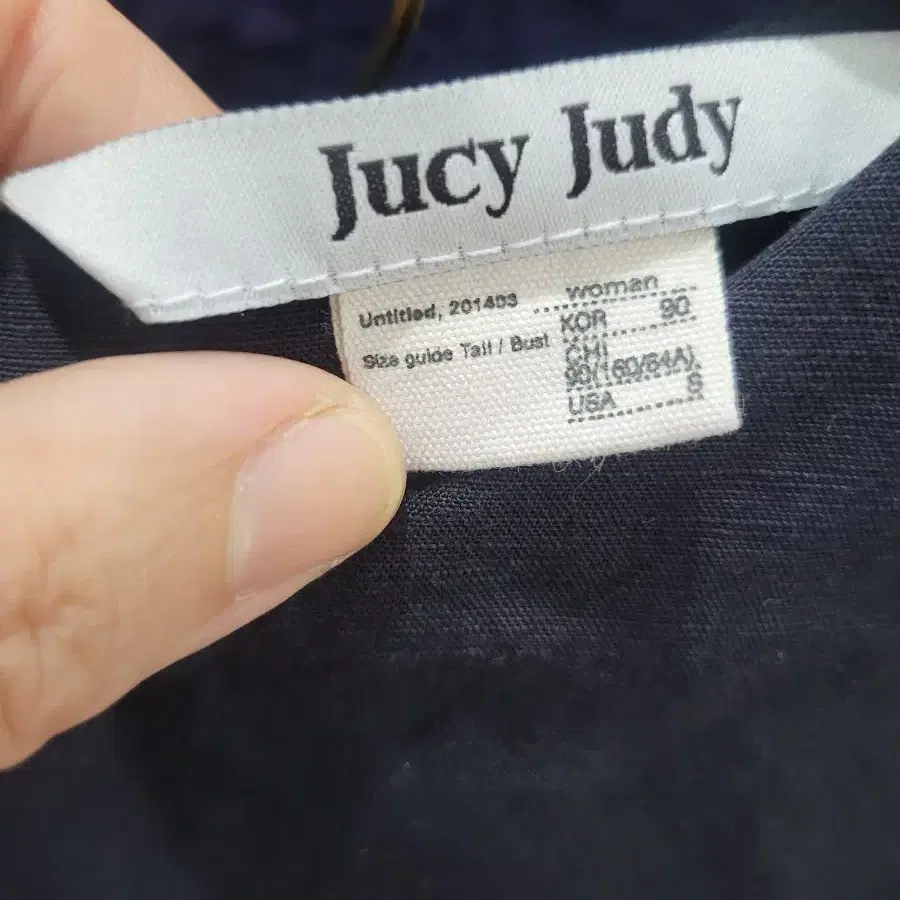 Jucy Judy
Untitled, 201403
Size guide Tall / Bust
woman
KOR 90
CHI
90(160/84A)
USA S